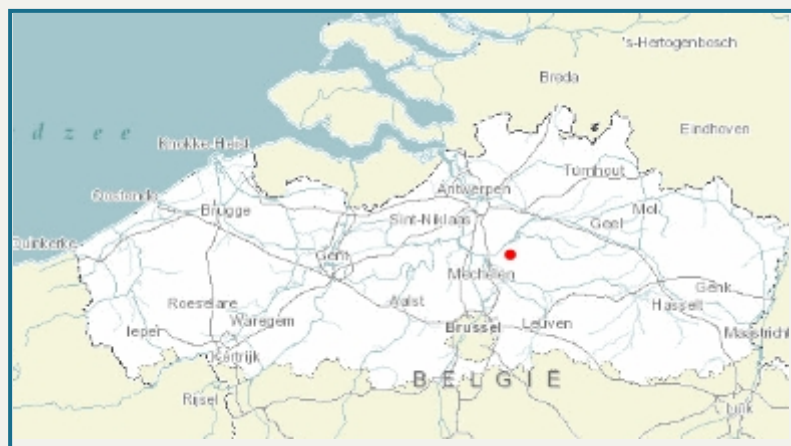 's-Hertogenbosch
Breda
Eindhoven
d z e e
Knokke-Heist
Turnhout
Antwerpen
Oostende
Mol
Brugge
Sint-Niklaas
Geel
Duinkerke
Gent
Mechelen
Genk
Roeselare
Aalst
Hasselt
Ieper
Waregem
Brussel
Leuven
Maastricht
Kortrijk
BELGIË
Rijsel
Luik